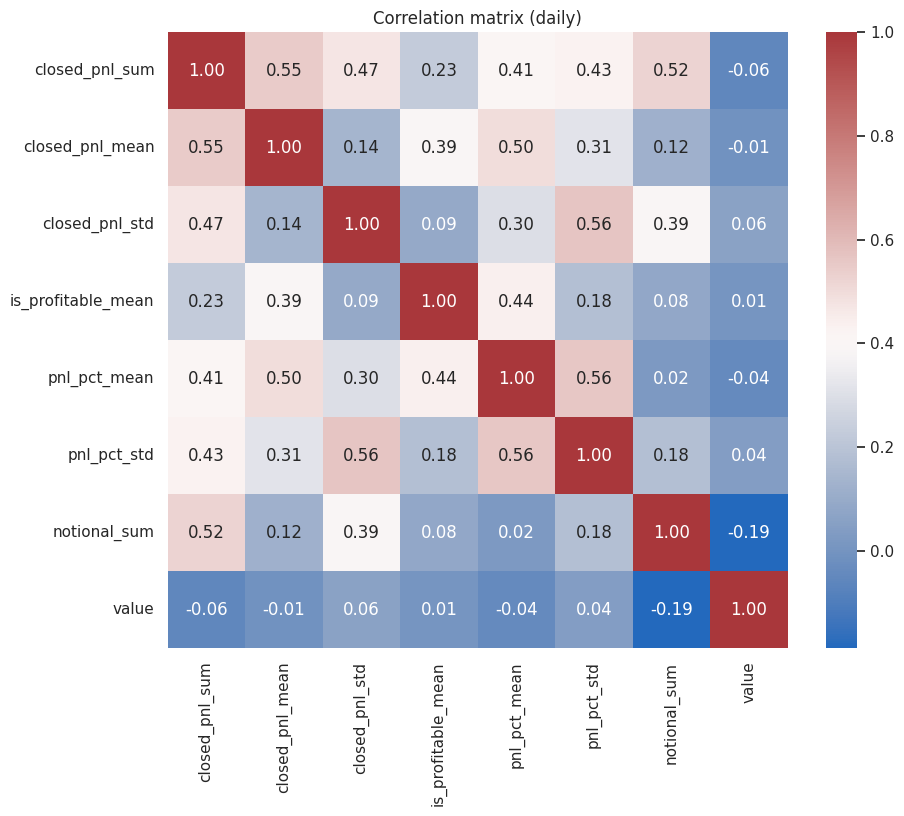 Correlation matrix (daily)
closed_pnl_sum 1.00 0.55 0.47 0.23 0.41 0.43 0.52 -0.06
closed_pnl_mean 0.55 1.00 0.14 0.39 0.50 0.31 0.12 -0.01
closed_pnl_std 0.47 0.14 1.00 0.09 0.30 0.56 0.39 0.06
is_profitable_mean 0.23 0.39 0.09 1.00 0.44 0.18 0.08 0.01
pnl_pct_mean 0.41 0.50 0.30 0.44 1.00 0.56 0.02 -0.04
pnl_pct_std 0.43 0.31 0.56 0.18 0.56 1.00 0.18 0.04
notional_sum 0.52 0.12 0.39 0.08 0.02 0.18 1.00 -0.19
value -0.06 -0.01 0.06 0.01 -0.04 0.04 -0.19 1.00
closed_pnl_sum
closed_pnl_mean
closed_pnl_std
is_profitable_mean
pnl_pct_mean
pnl_pct_std
notional_sum
value
1.0
0.8
0.6
0.4
0.2
0.0